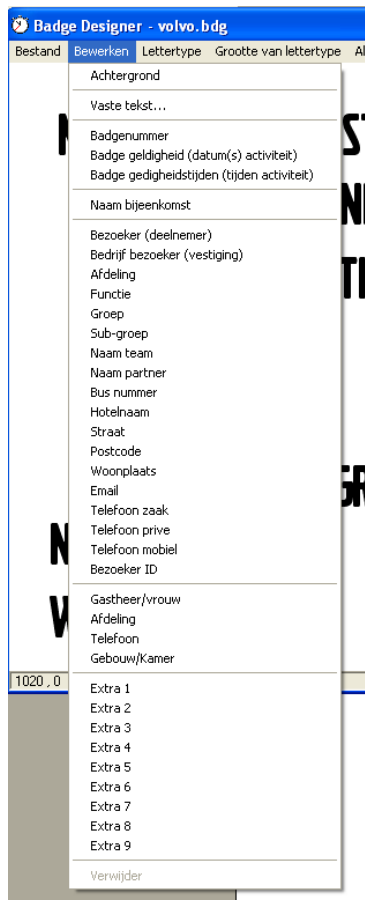 Badge Designer - volvo.bdg
Bestand Bewerken Lettertype Grootte van lettertype Al
Achtergrond
Vaste tekst...
Badgenummer
Badge geldigheid (datum(s) activiteit)
Badge gedigheidstijden (tijden activiteit)
Naam bijeenkomst
Bezoeker (deelnemer)
Bedrijf bezoeker (vestiging)
Afdeling
Functie
Groep
Sub-groep
Naam team
Naam partner
Bus nummer
Hotelnaam
Straat
Postcode
Woonplaats
Email
Telefoon zaak
Telefoon prive
Telefoon mobiel
Bezoeker ID
Gastheer/vrouw
Afdeling
Telefoon
Gebouw/Kamer
1020 , 0
Extra 1
Extra 2
Extra 3
Extra 4
Extra 5
Extra 6
Extra 7
Extra 8
Extra 9
Verwijder